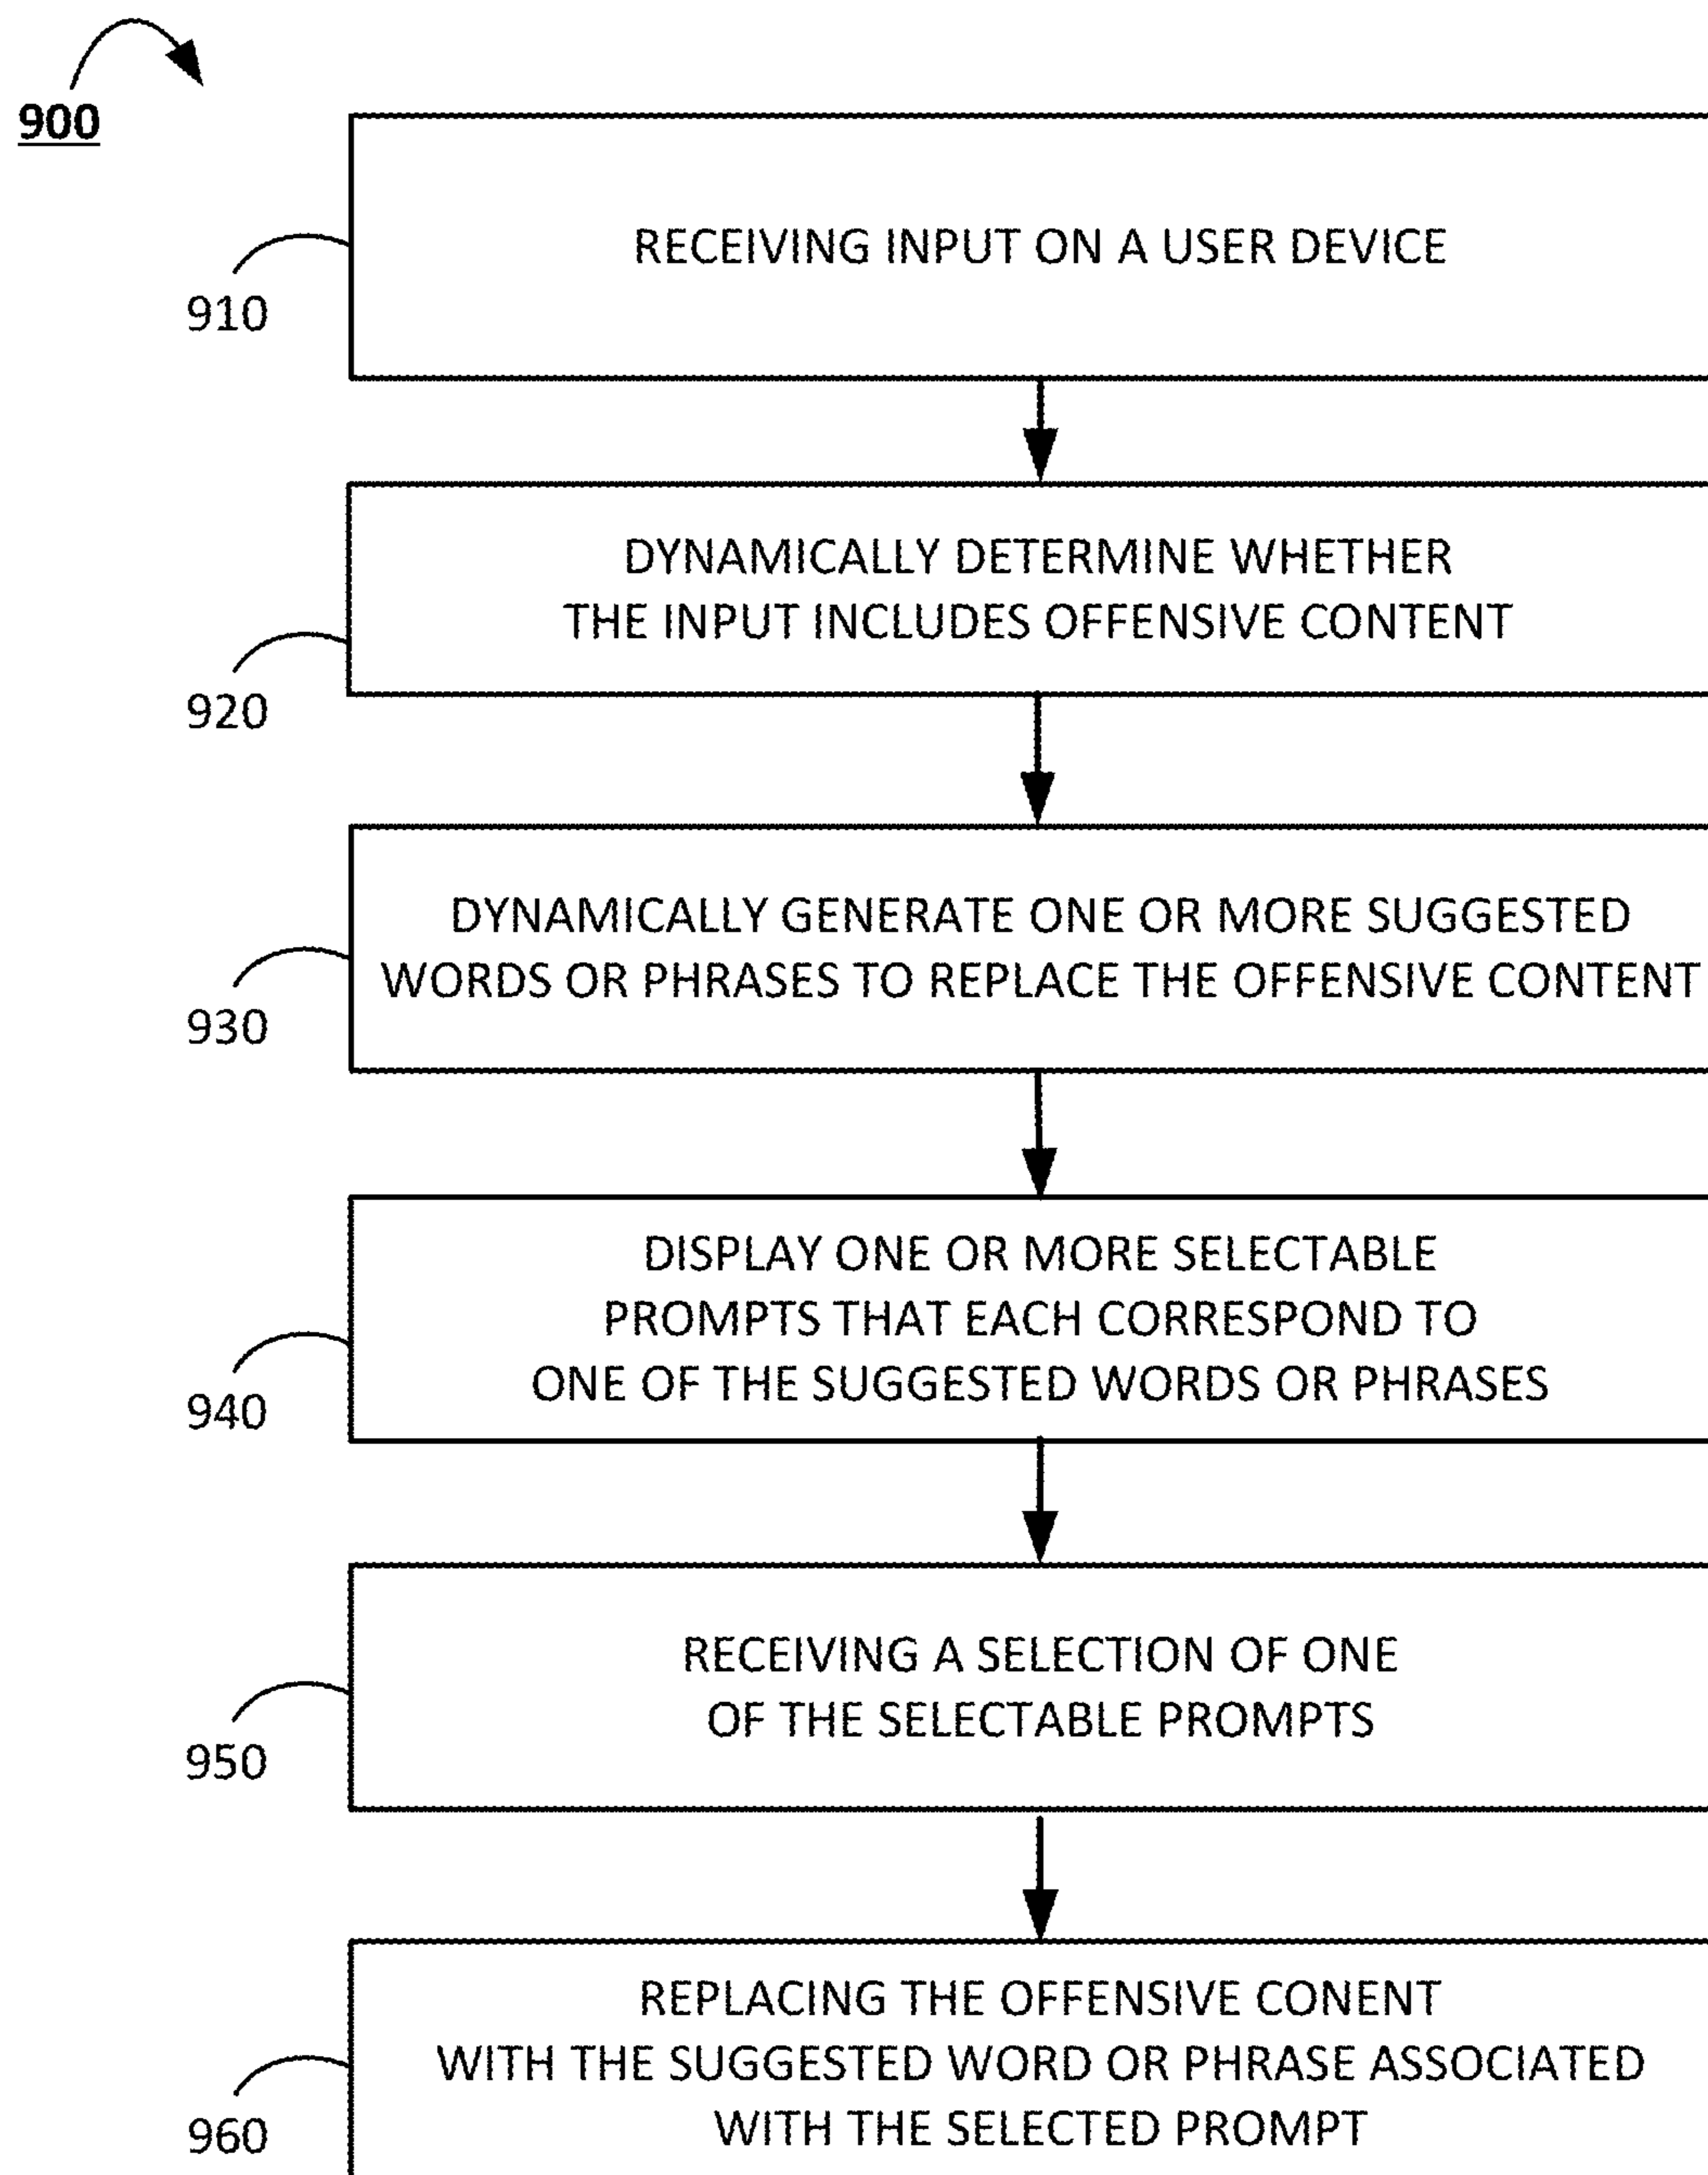 900
RECEIVING INPUT ON A USER DEVICE
910
DYNAMICALLY DETERMINE WHETHER
THE INPUT INCLUDES OFFENSIVE CONTENT
920
DYNAMICALLY GENERATE ONE OR MORE SUGGESTED
WORDS OR PHRASES TO REPLACE THE OFFENSIVE CONTENT
930
DISPLAY ONE OR MORE SELECTABLE
PROMPTS THAT EACH CORRESPOND TO
ONE OF THE SUGGESTED WORDS OR PHRASES
940
RECEIVING A SELECTION OF ONE
OF THE SELECTABLE PROMPTS
950
REPLACING THE OFFENSIVE CONENT
WITH THE SUGGESTED WORD OR PHRASE ASSOCIATED
WITH THE SELECTED PROMPT
960